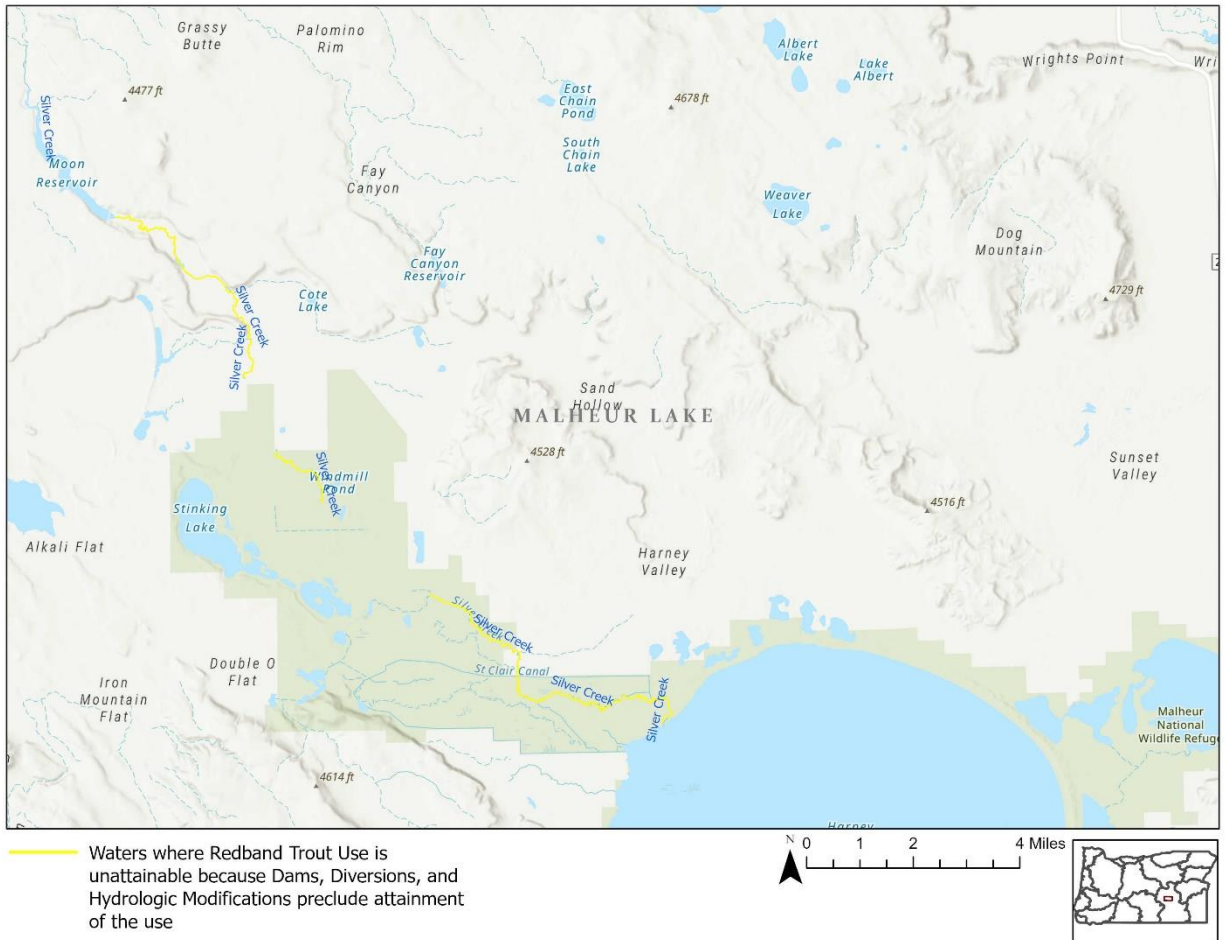 Grassy
Butte
Palomino
Rim
Albert
Lake
Lake
Albert
Wrights Point
Wri
4477 ft
Silver Creek
East
Chain
Pond
4678 ft
South
Chain
Lake
Moon
Reservoir
Fay
Canyon
Weaver
Lake
Dog
Mountain
Fay
Canyon
Reservoir
2
4729 ft
Cote
Lake
Silver Creek
Silver Creek
Sand
Hollow
MALHEUR LAKE
4528 ft
Sunset
Valley
Windmill
Pond
Silver Creek
Stinking
Lake
4516 ft
Alkali Flat
Harney
Valley
Silver Creek
Silver Creek
Double O
Flat
St Clair Canal
Silver Creek
Silver Creek
Iron
Mountain
Flat
Malheur
National
Wildlife Refuge
4614 ft
Harney
Waters where Redband Trout Use is
unattainable because Dams, Diversions, and
Hydrologic Modifications preclude attainment
of the use
N
0 1 2 4 Miles